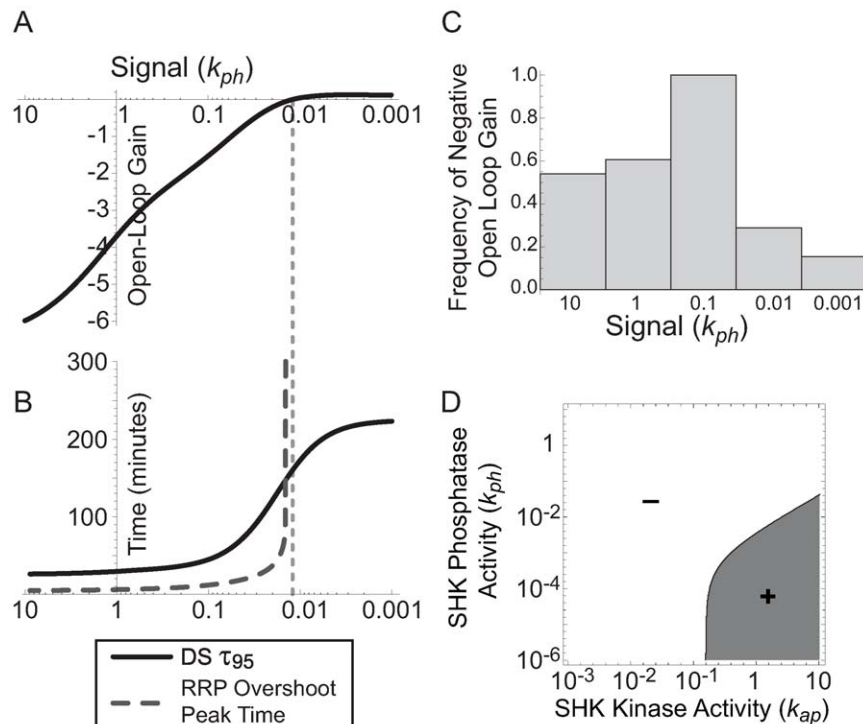 A
Signal (kph)
10 1 0.1 0.01 0.001
-1
-2
-3
-4
-5
-6
Open-Loop Gain
B
300
200
100
Time (minutes)
10 1 0.1 0.01 0.001
DS τ95
RRP Overshoot
Peak Time
C
Frequency of Negative
Open Loop Gain
1.0
0.8
0.6
0.4
0.2
0.0
10 1 0.1 0.01 0.001
Signal (kph)
D
SHK Phosphatase
Activity (kph)
1
10-2
10-4
10-6
−
+
10-3 10-2 10-1 1 10
SHK Kinase Activity (kap)